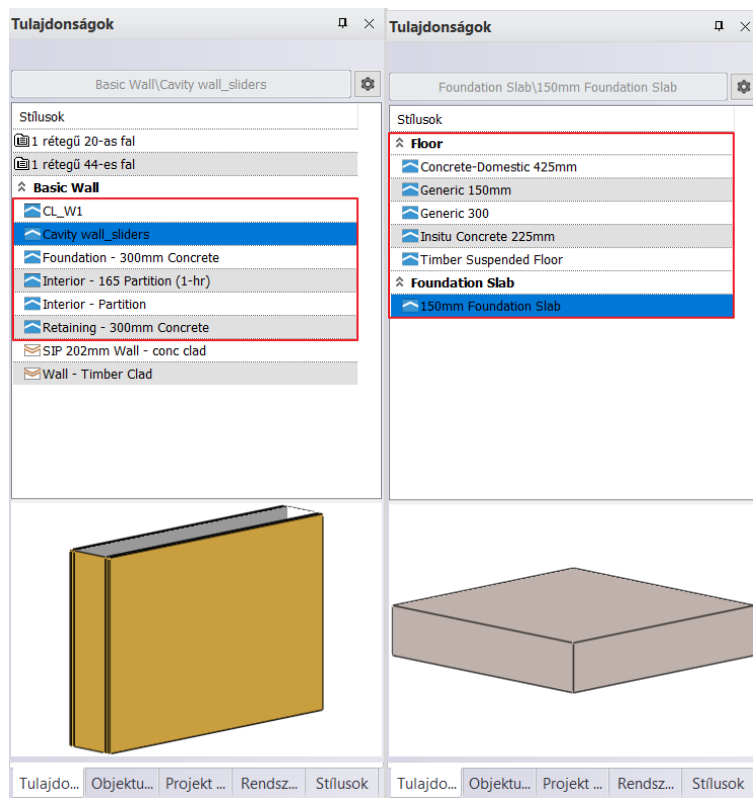 Tulajdonságok
Basic Wall\Cavity wall_sliders
Stílusok
1 rétegű 20-as fal
1 rétegű 44-es fal
Basic Wall
CL_W1
Cavity wall_sliders
Foundation - 300mm Concrete
Interior - 165 Partition (1-hr)
Interior - Partition
Retaining - 300mm Concrete
SIP 202mm Wall - conc clad
Wall - Timber Clad
Tulajdo... Objektu... Projekt ... Rendsz... Stílusok
Tulajdonságok
Foundation Slab\150mm Foundation Slab
Stílusok
Floor
Concrete-Domestic 425mm
Generic 150mm
Generic 300
Insitu Concrete 225mm
Timber Suspended Floor
Foundation Slab
150mm Foundation Slab
Tulajdo... Objektu... Projekt ... Rendsz... Stílusok